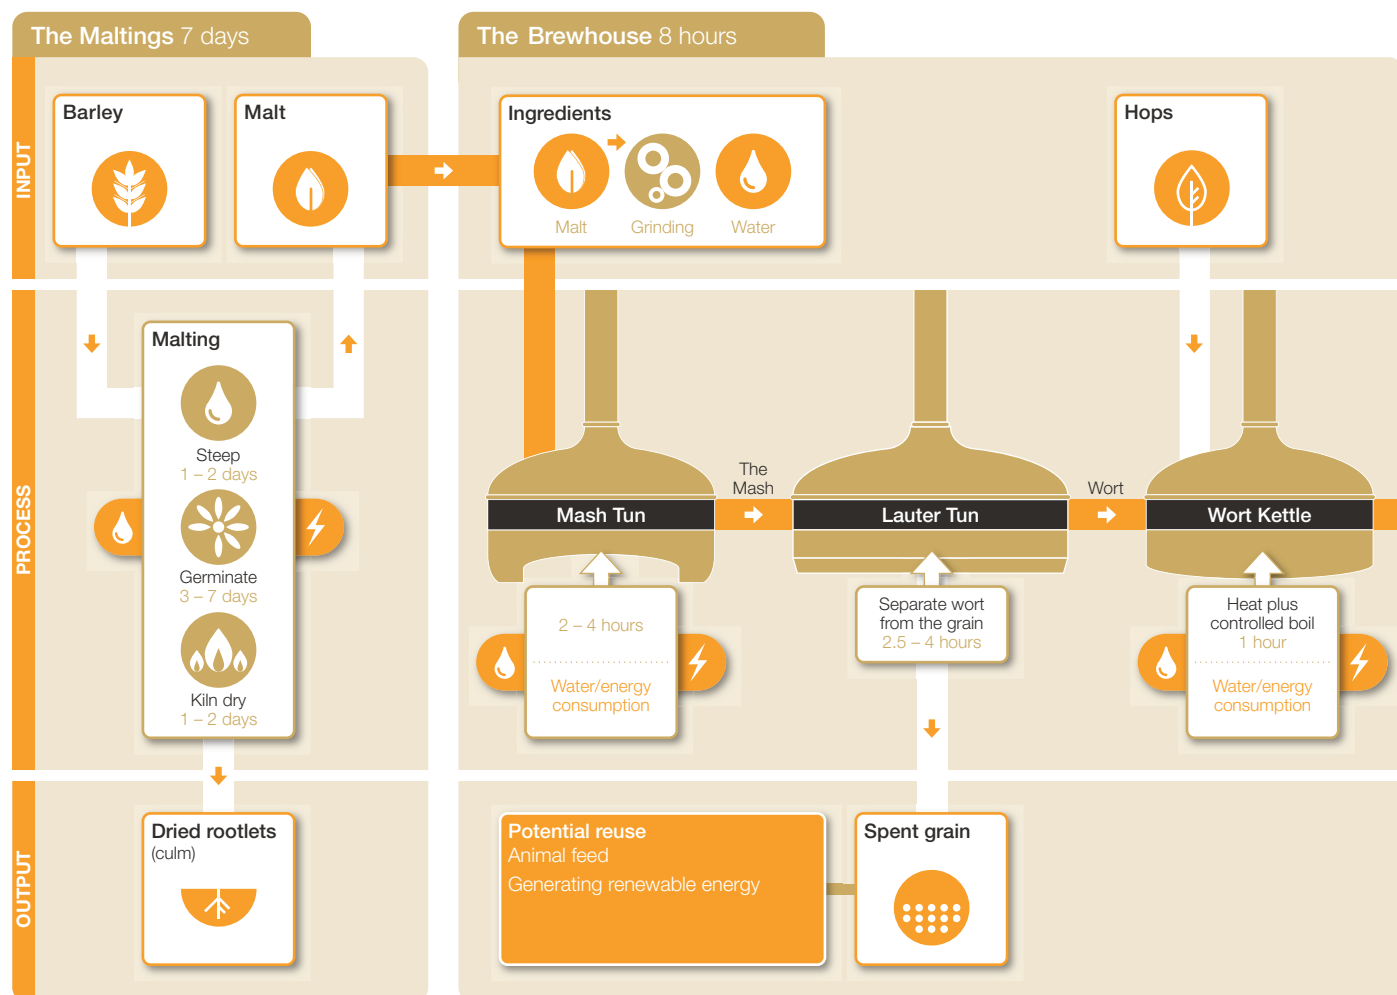 The Maltings 7 days
The Brewhouse 8 hours
INPUT
Barley
Malt
Ingredients
Malt
Grinding
Water
Hops
PROCESS
Malting
Steep
1 – 2 days
Germinate
3 – 7 days
Kiln dry
1 – 2 days
Mash Tun
The
Mash
Lauter Tun
Wort
Wort Kettle
2 – 4 hours
Water/energy
consumption
Separate wort
from the grain
2.5 – 4 hours
Heat plus
controlled boil
1 hour
Water/energy
consumption
OUTPUT
Dried rootlets
(culm)
Potential reuse
Animal feed
Generating renewable energy
Spent grain